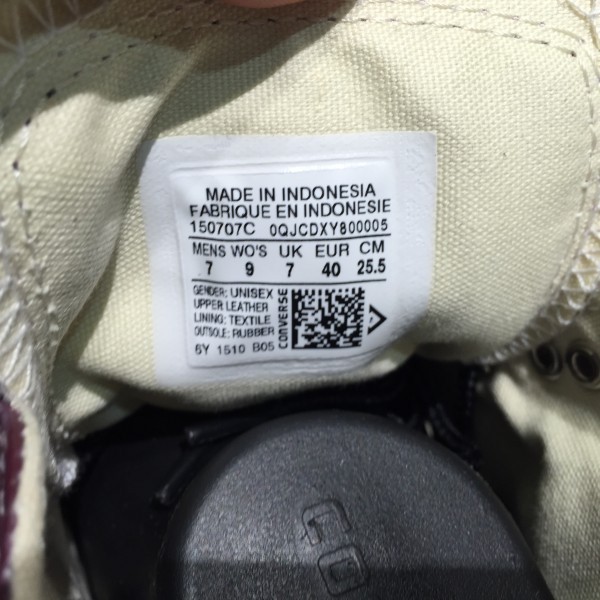 MADE IN INDONESIA
FABRIQUE EN INDONESIE
150707C 0QJCDXY800005
MENS WO'S UK EUR CM
7 9 7 40 25.5
GENDER: UNISEX
UPPER LEATHER
LINING: TEXTILE
OUTSOLE: RUBBER
CONVERSE
6Y 1510 B05